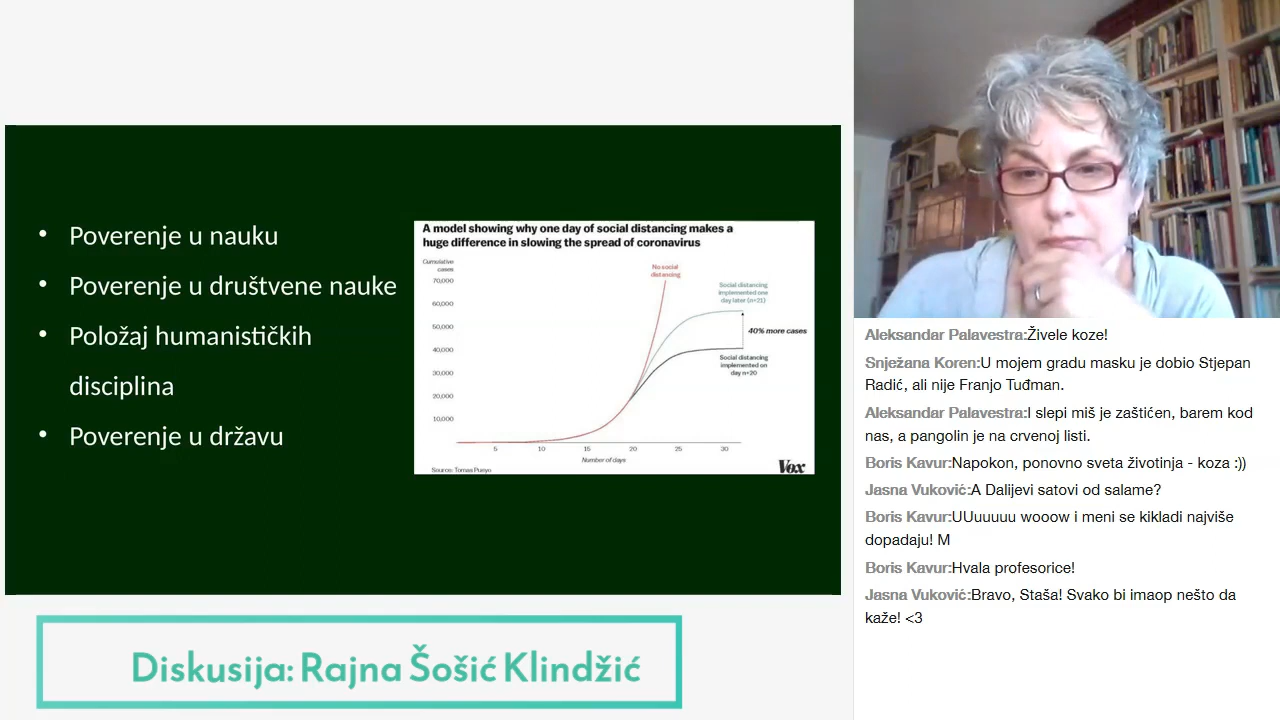 Poverenje u nauku
Poverenje u društvene nauke
Položaj humanističkih
disciplina
Poverenje u državu
A model showing why one day of social distancing makes a
huge difference in slowing the spread of coronavirus
Cumulative
cases
70,000
60,000
50,000
40,000
30,000
20,000
10,000
No social
distancing
Social distancing
implemented one
day later (n=21)
40% more cases
Social distancing
implemented on
day n=20
5 10 15 20 25 30
Number of days
Source: Tomas Pueyo
Vox
Diskusija: Rajna Šošić Klindžić
Aleksandar Palavestra:Živele koze!
Snježana Koren:U mojem gradu masku je dobio Stjepan
Radić, ali nije Franjo Tuđman.
Aleksandar Palavestra:I slepi miš je zaštićen, barem kod
nas, a pangolin je na crvenoj listi.
Boris Kavur:Napokon, ponovno sveta životinja - koza :))
Jasna Vuković:A Dalijevi satovi od salame?
Boris Kavur:UUuuuuu wooow i meni se kikladi najviše
dopadaju! M
Boris Kavur:Hvala profesorice!
Jasna Vuković:Bravo, Staša! Svako bi imaop nešto da
kaže! <3